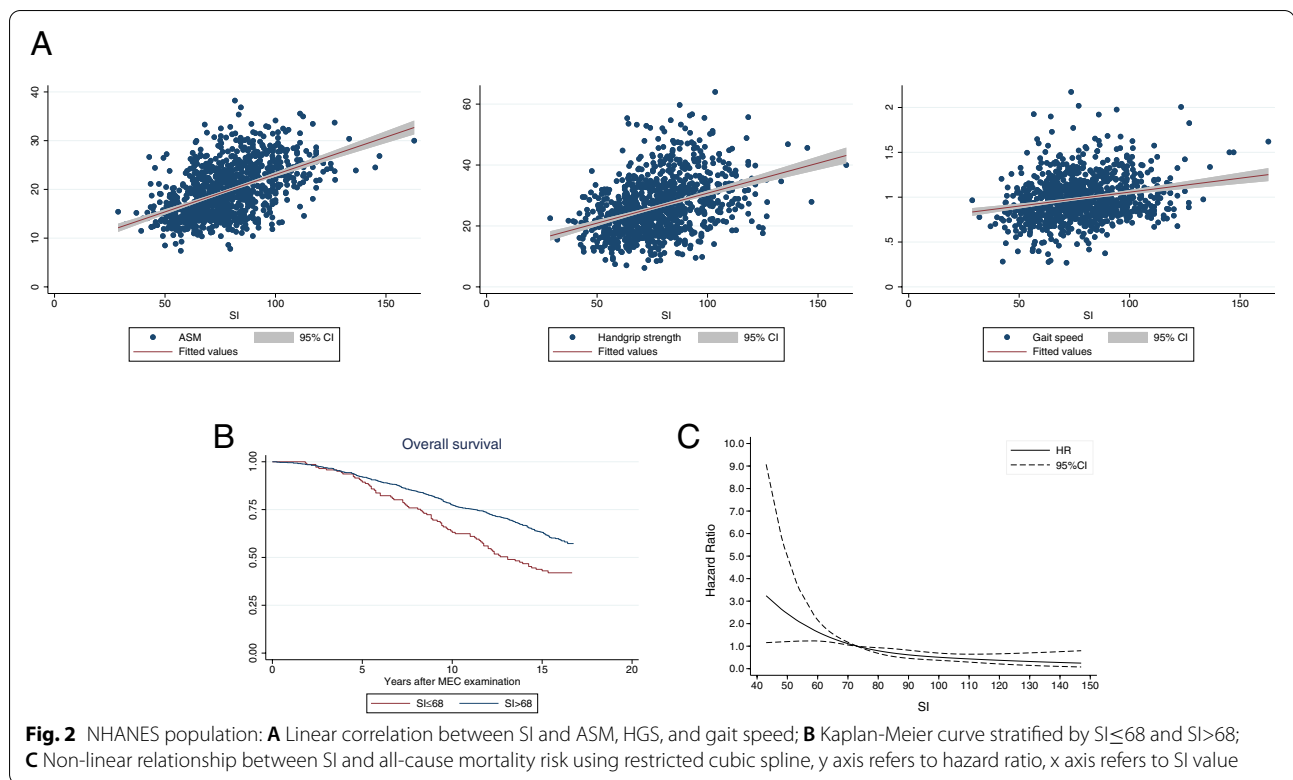 A
40
30
20
10
0
0 50 100 150
SI
ASM 95% CI
Fitted values
60
40
20
0
0 50 100 150
SI
Handgrip strength 95% CI
Fitted values
2
1.5
1
.5
0
0 50 100 150
SI
Gait speed 95% CI
Fitted values
B
Overall survival
1.00
0.75
0.50
0.25
0.00
0 5 10 15 20
Years after MEC examination
SI≤68 SI>68
C
10.0
9.0
8.0
7.0
6.0
5.0
4.0
3.0
2.0
1.0
0.0
Hazard Ratio
HR
95%CI
40 50 60 70 80 90 100 110 120 130 140 150
SI
Fig. 2 NHANES population: A Linear correlation between SI and ASM, HGS, and gait speed; B Kaplan-Meier curve stratified by SI≤68 and SI>68;
C Non-linear relationship between SI and all-cause mortality risk using restricted cubic spline, y axis refers to hazard ratio, x axis refers to SI value